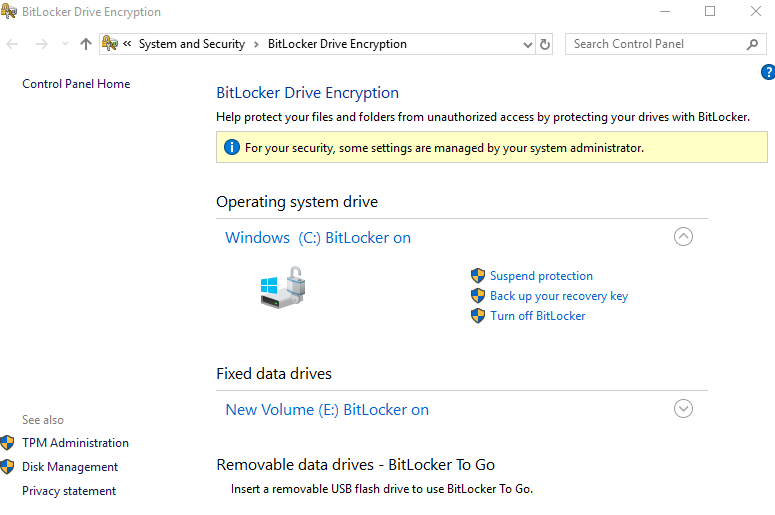 BitLocker Drive Encryption
« System and Security > BitLocker Drive Encryption
Search Control Panel
Control Panel Home
?
BitLocker Drive Encryption
Help protect your files and folders from unauthorized access by protecting your drives with BitLocker.
i For your security, some settings are managed by your system administrator.
Operating system drive
Windows (C:) BitLocker on
Suspend protection
Back up your recovery key
Turn off BitLocker
Fixed data drives
New Volume (E:) BitLocker on
See also
TPM Administration
Disk Management
Privacy statement
Removable data drives - BitLocker To Go
Insert a removable USB flash drive to use BitLocker To Go.